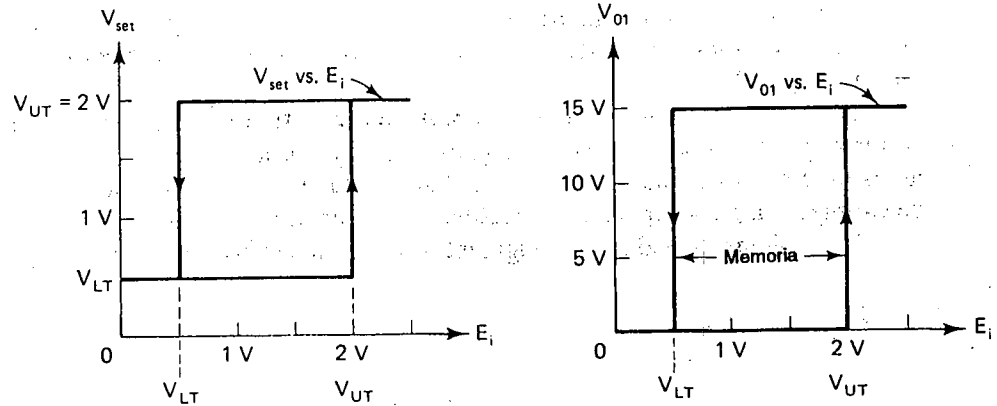 V_set
V_set vs. E_i
V_UT = 2 V
1 V
V_LT
0
1 V
2 V
E_i
V_LT
V_UT
V_01
V_01 vs. E_i
15 V
10 V
5 V
Memoria
0
1 V
2 V
E_i
V_LT
V_UT